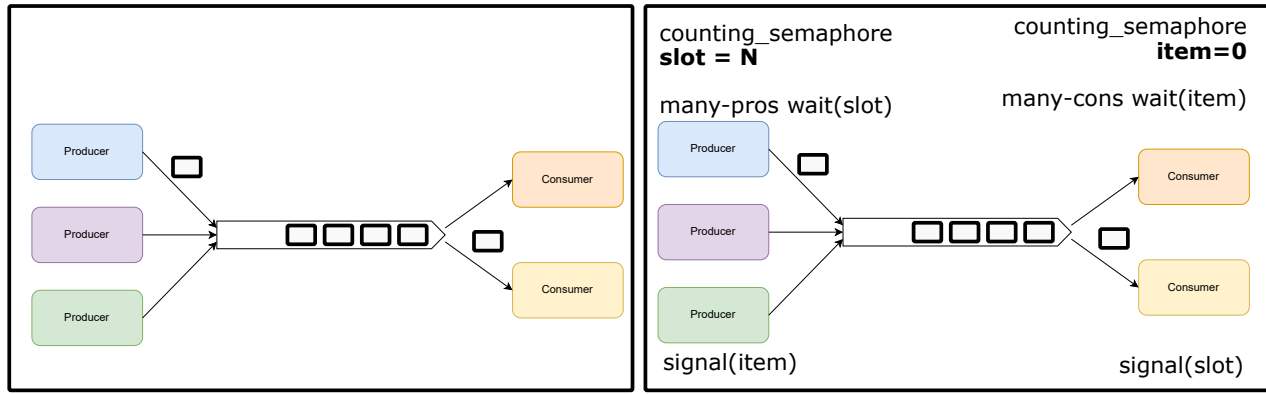 Producer
Producer
Producer
Consumer
Consumer
counting_semaphore
slot = N
counting_semaphore
item=0
many-pros wait(slot)
many-cons wait(item)
Producer
Producer
Producer
Consumer
Consumer
signal(item)
signal(slot)